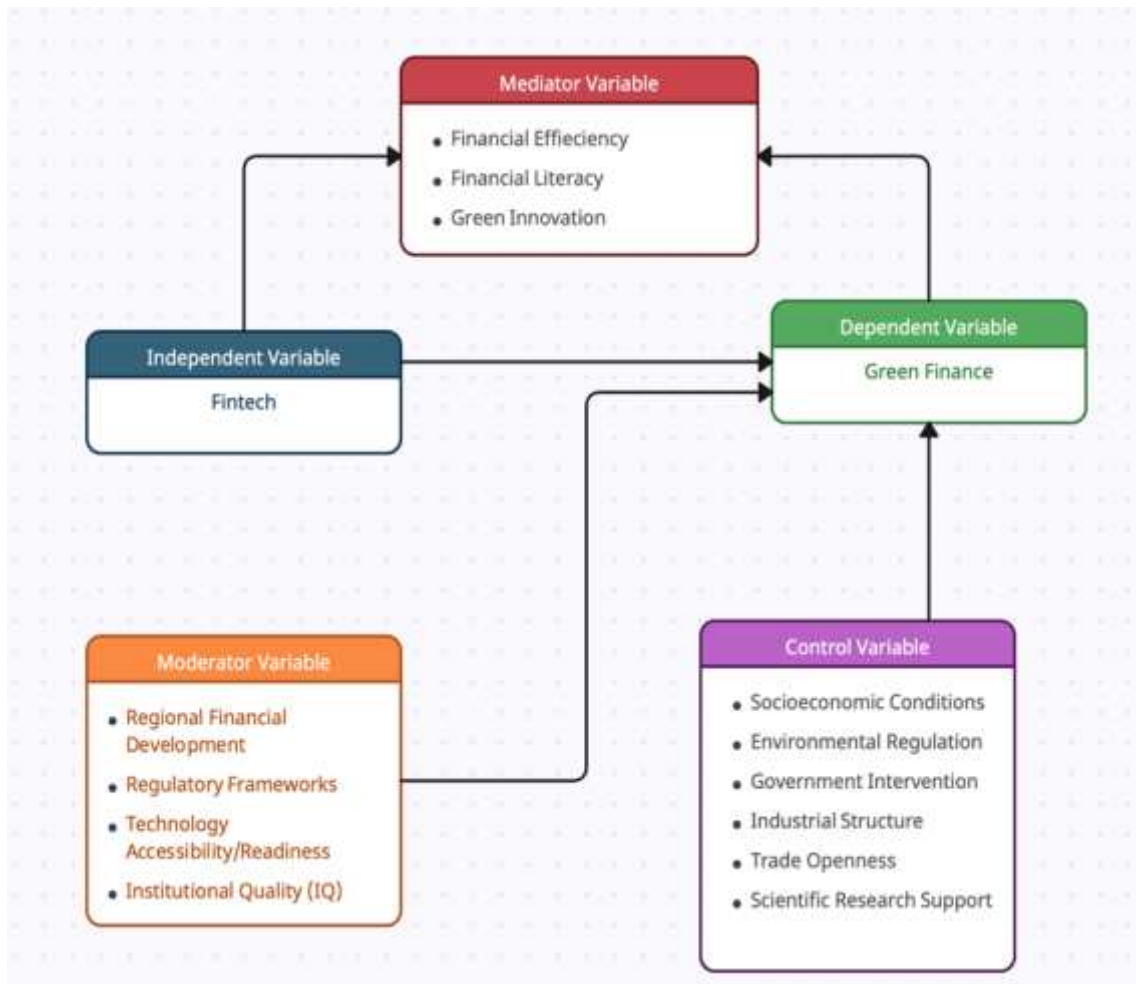 Mediator Variable
• Financial Effieciency
• Financial Literacy
• Green Innovation
Independent Variable
Fintech
Dependent Variable
Green Finance
Moderator Variable
• Regional Financial
Development
• Regulatory Frameworks
• Technology
Accessibility/Readiness
• Institutional Quality (IQ)
Control Variable
• Socioeconomic Conditions
• Environmental Regulation
• Government Intervention
• Industrial Structure
• Trade Openness
• Scientific Research Support